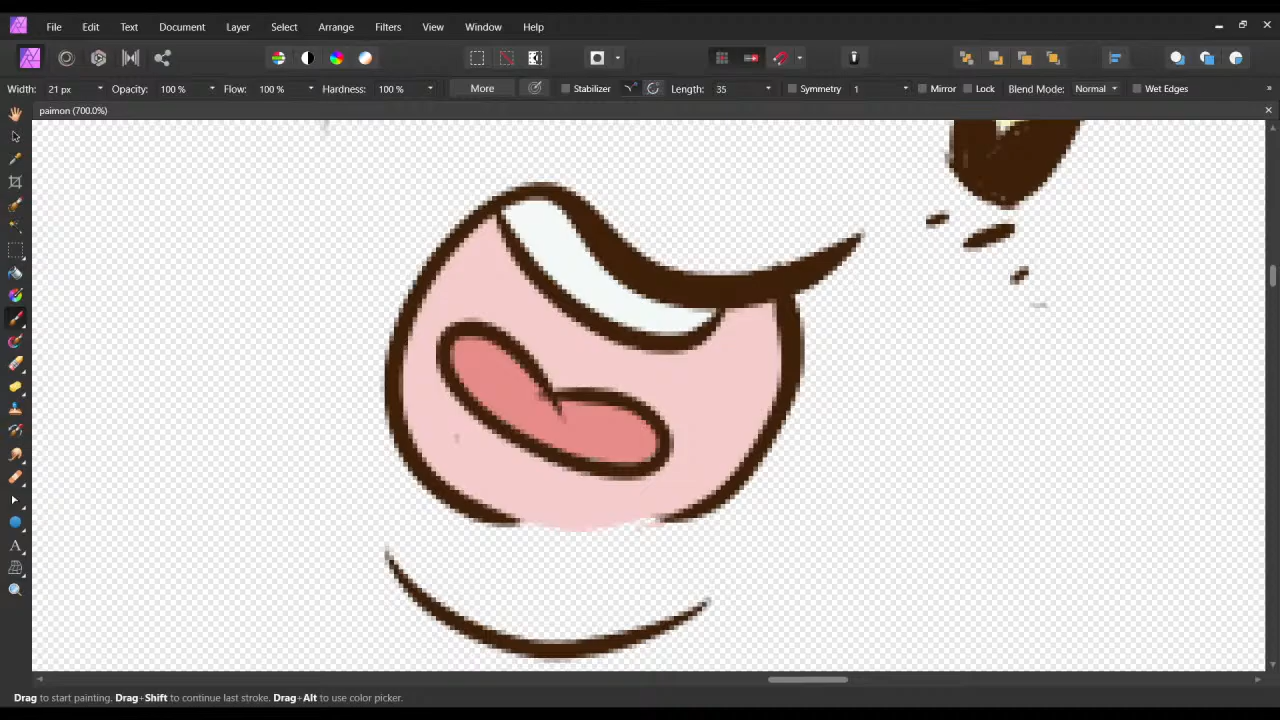 File Edit Text Document Layer Select Arrange Filters View Window Help
Width: 21 px Opacity: 100 % Flow: 100 % Hardness: 100 % More Stabilizer Length: 35 Symmetry 1 Mirror Lock Blend Mode: Normal Wet Edges »
paimon (700.0%)
Drag to start painting. Drag+Shift to continue last stroke. Drag+Alt to use color picker.